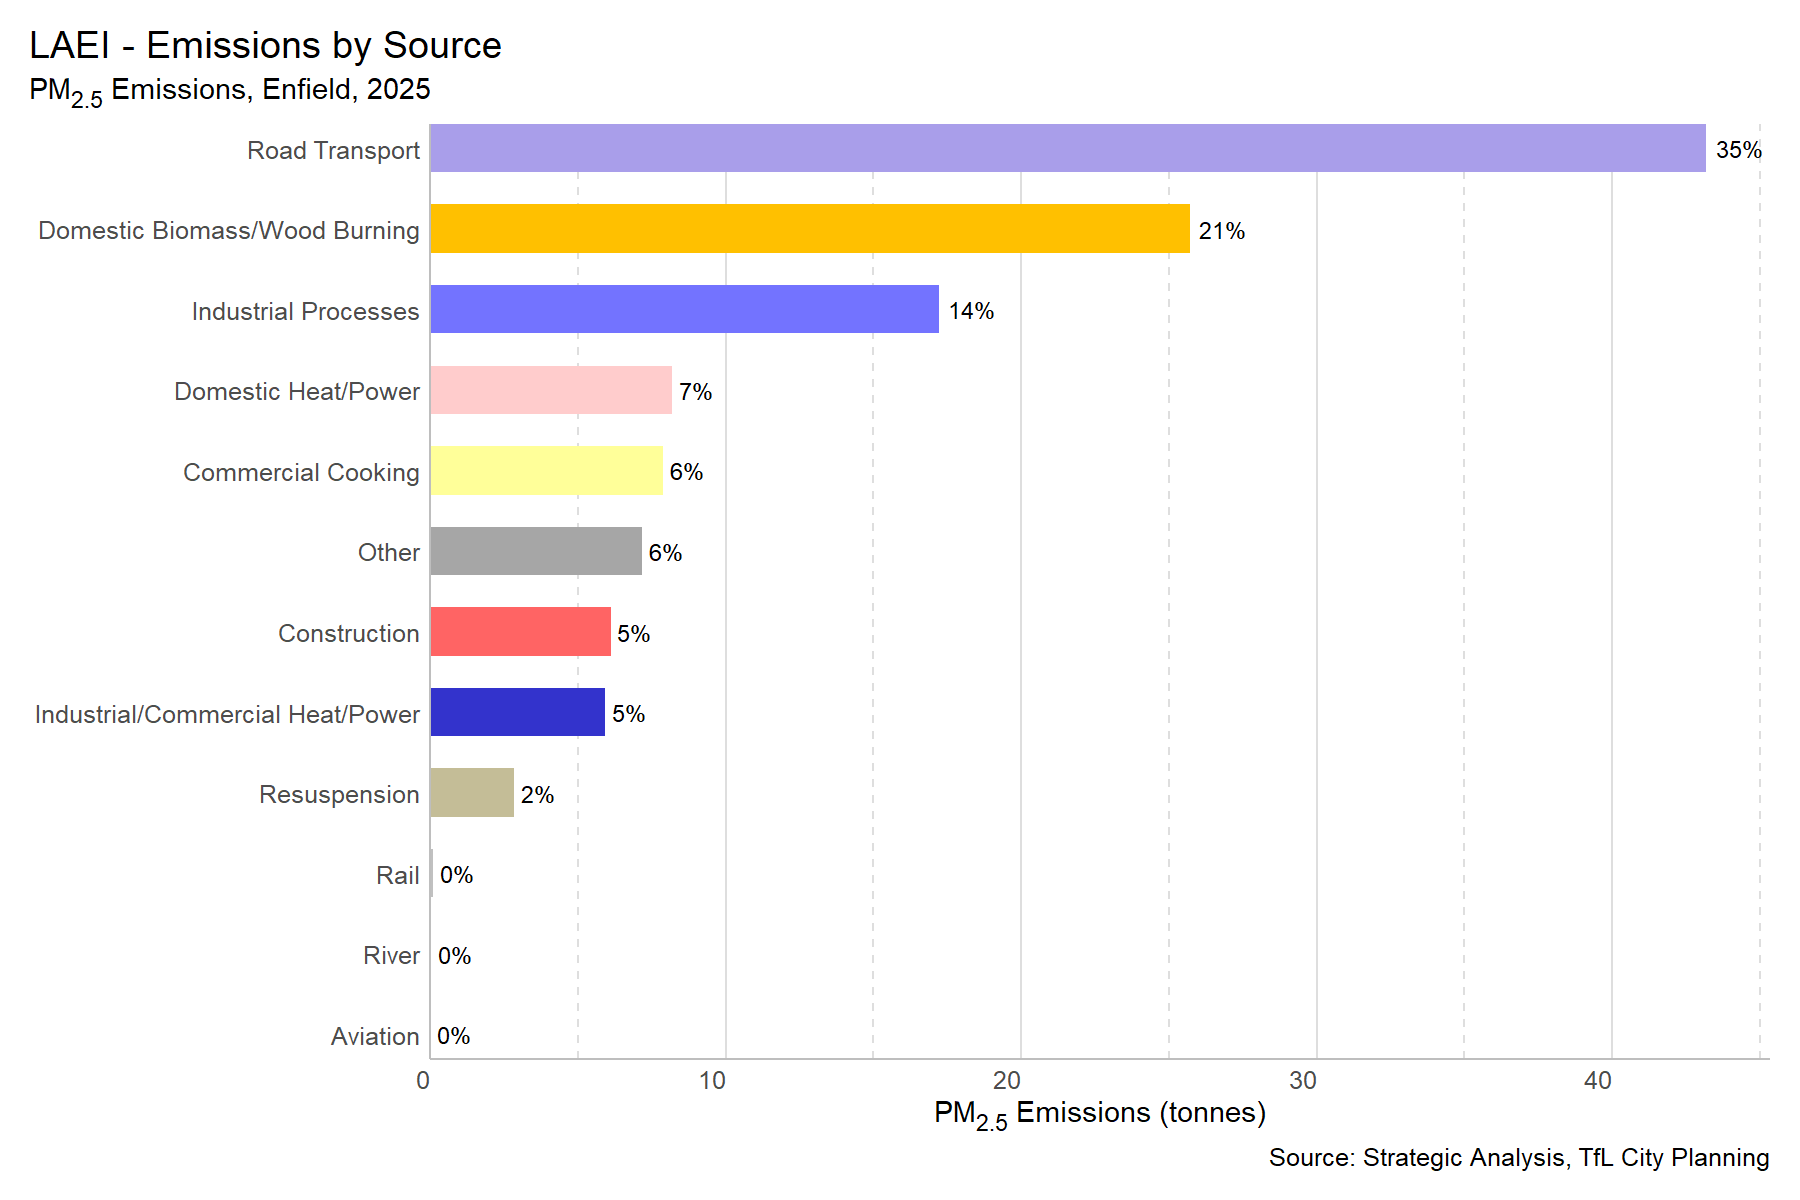 LAEI - Emissions by Source
PM2.5 Emissions, Enfield, 2025
Road Transport 35%
Domestic Biomass/Wood Burning 21%
Industrial Processes 14%
Domestic Heat/Power 7%
Commercial Cooking 6%
Other 6%
Construction 5%
Industrial/Commercial Heat/Power 5%
Resuspension 2%
Rail 0%
River 0%
Aviation 0%
0 10 20 30 40
PM2.5 Emissions (tonnes)
Source: Strategic Analysis, TfL City Planning